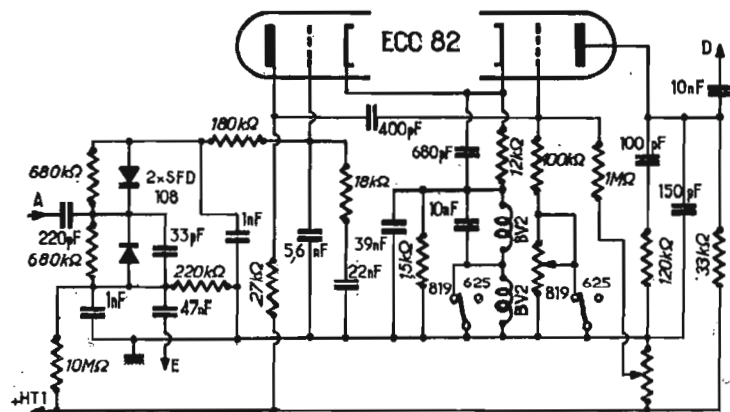 ECC 82
D
10nF
180kΩ
400pF
680kΩ
2×SFD
108
680pF
12kΩ
100kΩ
1MΩ
100pF
150pF
A
220pF
18kΩ
1nF
10nF
BV2
33pF
5,6nF
39nF
15kΩ
680kΩ
220kΩ
27kΩ
22nF
819
625
BV2
819
625
120kΩ
33kΩ
1nF
47nF
10MΩ
E
+HT1